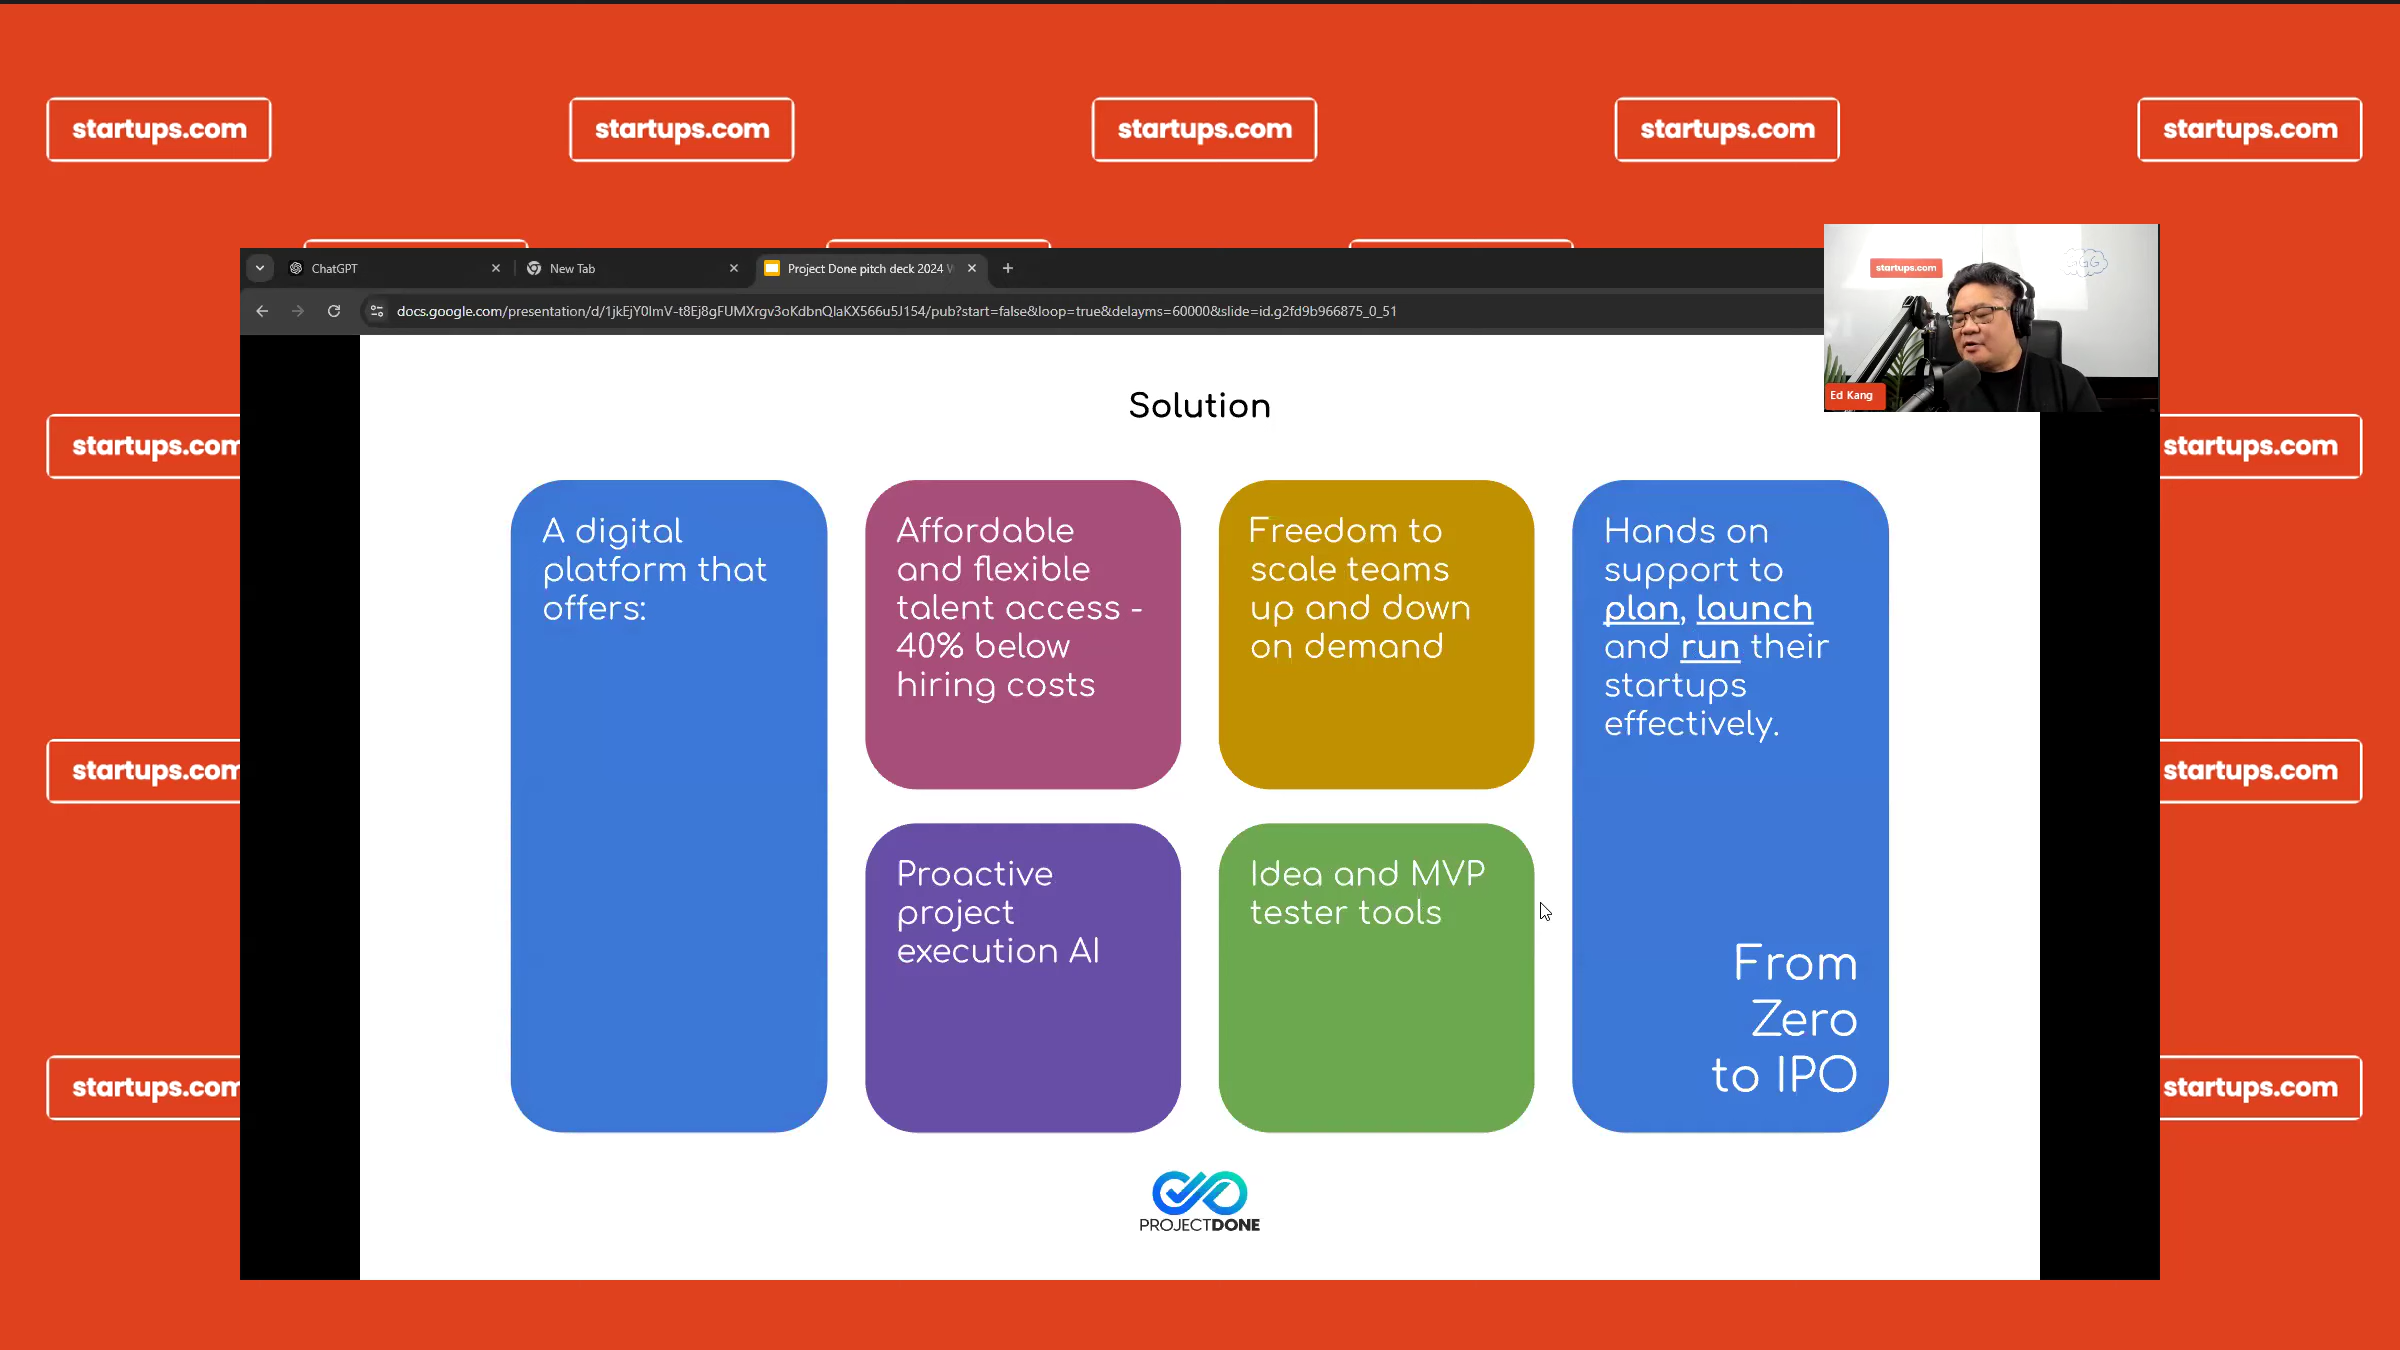 startups.com
startups.com
startups.com
startups.com
startups.com
ChatGPT
New Tab
Project Done pitch deck 2024
docs.google.com/presentation/d/1jkEjY0lmV-t8Ej8gFUMXrgv3oKdbnQlaKX566u5J154/pub?start=false&loop=true&delayms=60000&slide=id.g2fd9b966875_0_51
startups.com
Ed Kang
Solution
startups.com
startups.com
A digital
platform that
offers:
Affordable
and flexible
talent access -
40% below
hiring costs
Freedom to
scale teams
up and down
on demand
Hands on
support to
plan, launch
and run their
startups
effectively.
startups.com
startups.com
Proactive
project
execution AI
Idea and MVP
tester tools
From
Zero
to IPO
startups.com
startups.com
PROJECTDONE